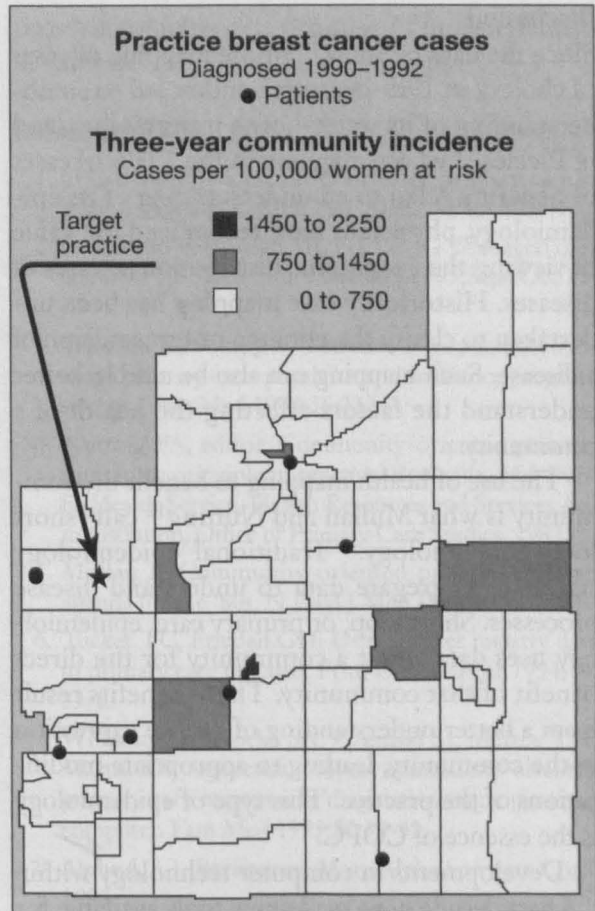 Practice breast cancer cases
Diagnosed 1990–1992
Patients
Three-year community incidence
Cases per 100,000 women at risk
Target
practice
1450 to 2250
750 to1450
0 to 750